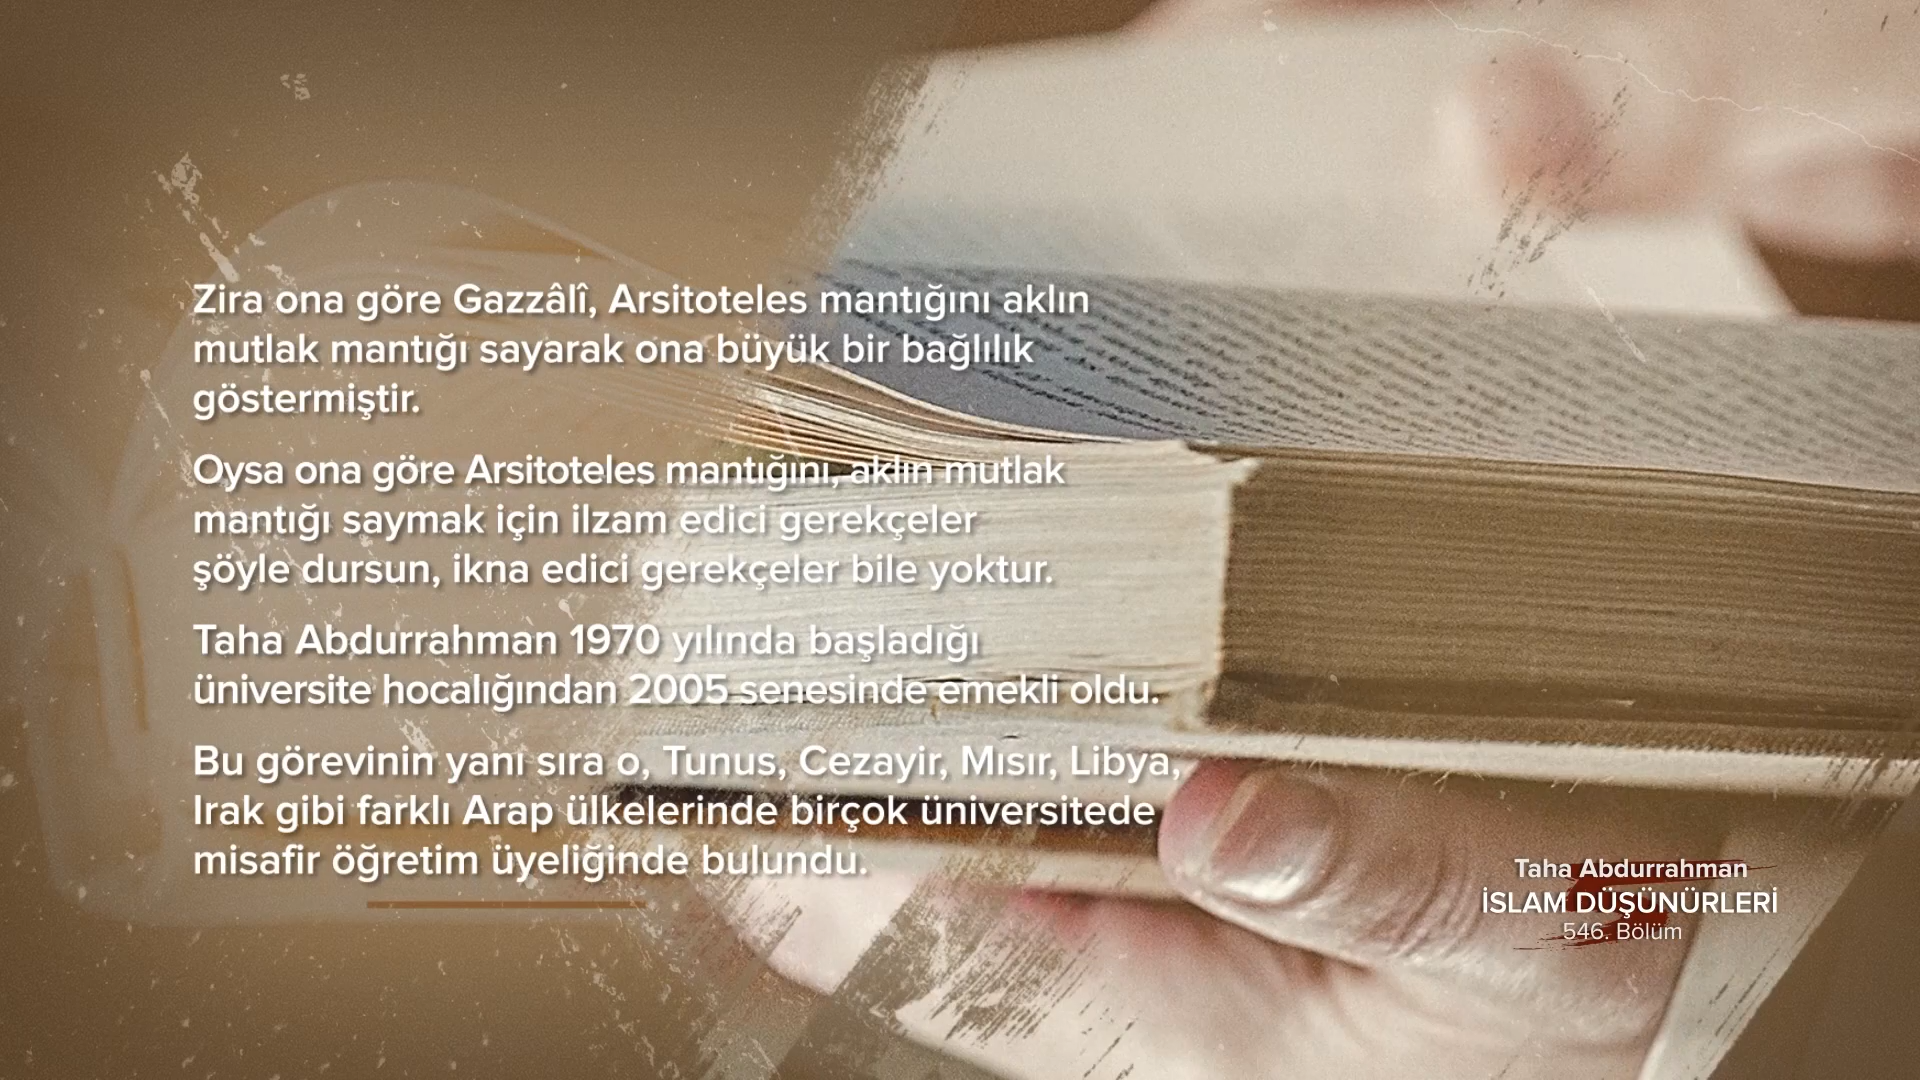 Zira ona göre Gazzâlî, Arsitoteles mantığını aklın
mutlak mantığı sayarak ona büyük bir bağlılık
göstermiştir.
Oysa ona göre Arsitoteles mantığını, aklın mutlak
mantığı saymak için ilzam edici gerekçeler
şöyle dursun, ikna edici gerekçeler bile yoktur.
Taha Abdurrahman 1970 yılında başladığı
üniversite hocalığından 2005 senesinde emekli oldu.
Bu görevinin yanı sıra o, Tunus, Cezayir, Mısır, Libya,
Irak gibi farklı Arap ülkelerinde birçok üniversitede
misafir öğretim üyeliğinde bulundu.
Taha Abdurrahman
İSLAM DÜŞÜNÜRLERİ
546. Bölüm